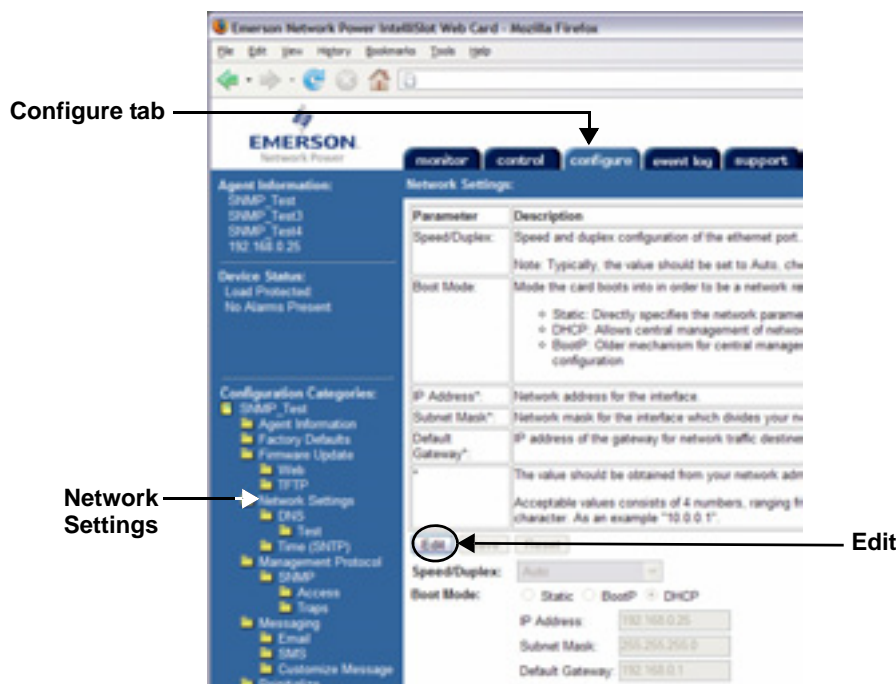 Emerson Network Power IntelliSlot Web Card - Mozilla Firefox
File Edit View History Bookmarks Tools Help
Configure tab
EMERSON
Network Power
monitor control configure event log support
Agent Information:
SNMP_Test
SNMP_Test3
SNMP_Test4
192.168.0.25
Device Status:
Load Protected:
No Alarms Present
Configuration Categories:
SNMP_Test
Agent Information
Factory Defaults
Firmware Update
Web
TFTP
Network Settings
DNS
Test
Time (SNTP)
Management Protocol
SNMP
Access
Traps
Messaging
Email
SMS
Customize Message
Network
Settings
Network Settings:
Parameter Description
Speed/Duplex: Speed and duplex configuration of the ethernet port.
Note: Typically, the value should be set to Auto,
Boot Mode: Mode the card boots into in order to be a network
Static: Directly specifies the network
DHCP: Allows central management of
BootP: Older mechanism for central
configuration
IP Address*: Network address for the interface.
Subnet Mask*: Network mask for the interface which divides your
Default
Gateway*: IP address of the gateway for network traffic
* The value should be obtained from your network
Acceptable values consists of 4 numbers, ranging
character. As an example "10.0.0.1".
Edit Reset
Edit
Speed/Duplex: Auto
Boot Mode: Static BootP DHCP
IP Address: 192.168.0.25
Subnet Mask: 255.255.255.0
Default Gateway: 192.168.0.1